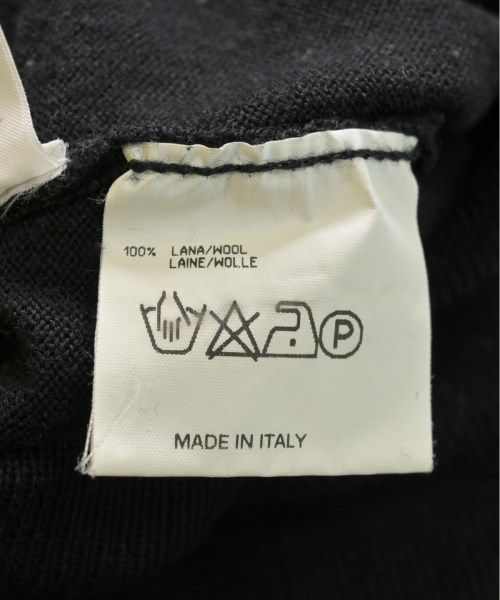 100% LANA/WOOL
LAINE/WOLLE
P
MADE IN ITALY